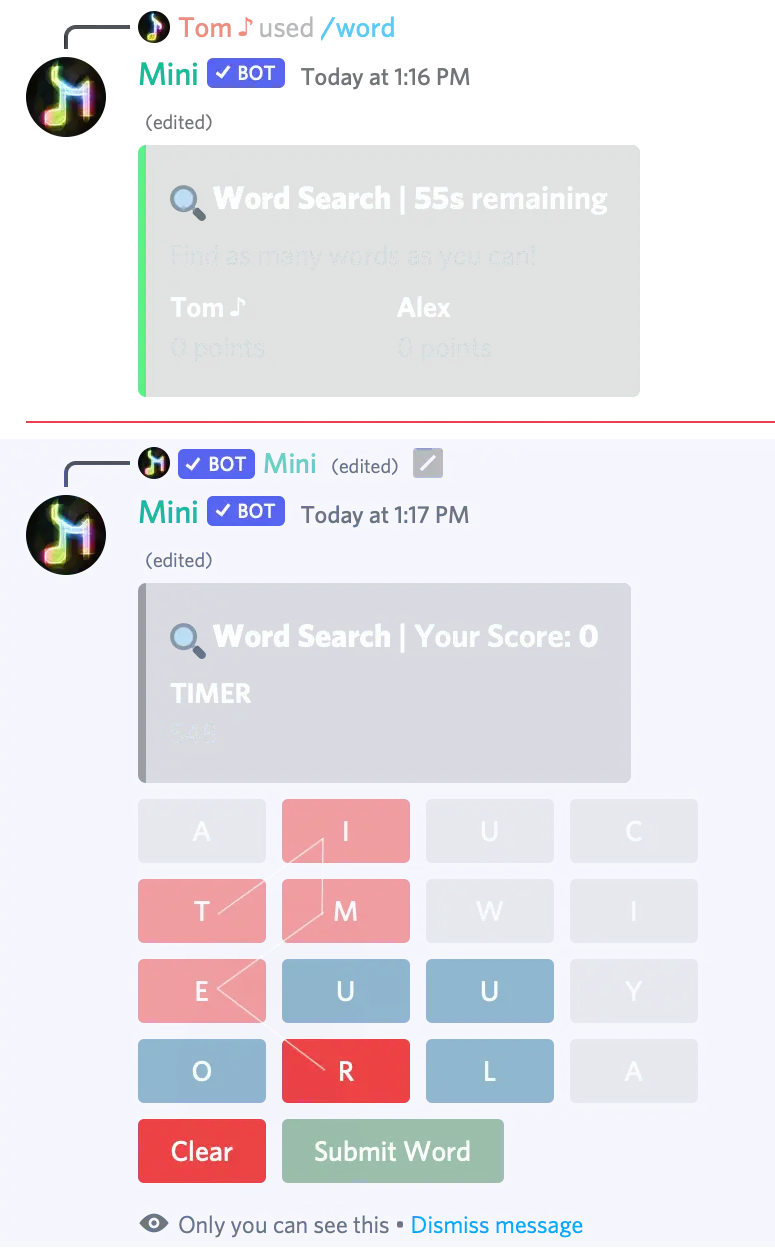 Tom ♪ used /word
Mini ✓ BOT Today at 1:16 PM
(edited)
🔍 Word Search | 55s remaining
Find as many words as you can!
Tom ♪ Alex
0 points 0 points
✓ BOT Mini (edited)
Mini ✓ BOT Today at 1:17 PM
(edited)
🔍 Word Search | Your Score: 0
TIMER
A I U C
T M W I
E U U Y
O R L A
Clear Submit Word
Only you can see this • Dismiss message